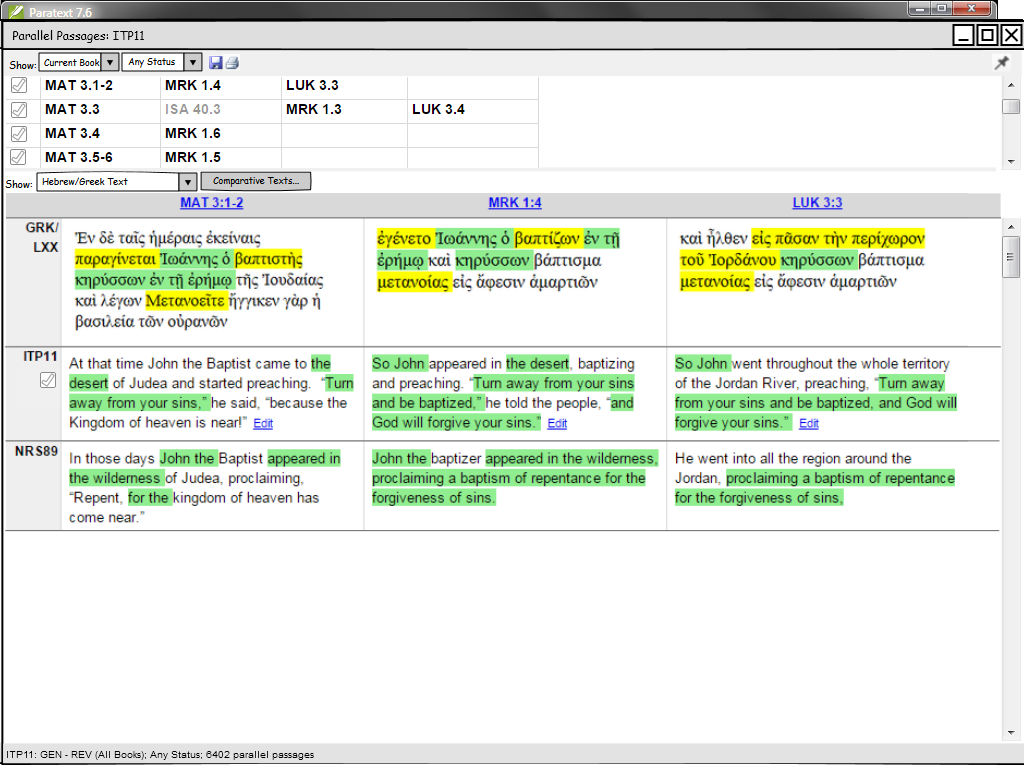 Paratext 7.6
Parallel Passages: ITP11
Show: Current Book Any Status
MAT 3.1-2 MRK 1.4 LUK 3.3
MAT 3.3 ISA 40.3 MRK 1.3 LUK 3.4
MAT 3.4 MRK 1.6
MAT 3.5-6 MRK 1.5
Show: Hebrew/Greek Text Comparative Texts...
MAT 3:1-2 MRK 1:4 LUK 3:3
GRK/
LXX
Ἐν δὲ ταῖς ἡμέραις ἐκείναις
παραγίνεται Ἰωάννης ὁ βαπτιστὴς
κηρύσσων ἐν τῇ ἐρήμῳ τῆς Ἰουδαίας
καὶ λέγων Μετανοεῖτε ἤγγικεν γὰρ ἡ
βασιλεία τῶν οὐρανῶν
ἐγένετο Ἰωάννης ὁ βαπτίζων ἐν τῇ
ἐρήμῳ καὶ κηρύσσων βάπτισμα
μετανοίας εἰς ἄφεσιν ἁμαρτιῶν
καὶ ἦλθεν εἰς πᾶσαν τὴν περίχωρον
τοῦ Ἰορδάνου κηρύσσων βάπτισμα
μετανοίας εἰς ἄφεσιν ἁμαρτιῶν
ITP11
At that time John the Baptist came to the
desert of Judea and started preaching. “Turn
away from your sins,” he said, “because the
Kingdom of heaven is near!” Edit
So John appeared in the desert, baptizing
and preaching. “Turn away from your sins
and be baptized,” he told the people, “and
God will forgive your sins.” Edit
So John went throughout the whole territory
of the Jordan River, preaching, “Turn away
from your sins and be baptized, and God will
forgive your sins.” Edit
NRS89
In those days John the Baptist appeared in
the wilderness of Judea, proclaiming,
“Repent, for the kingdom of heaven has
come near.”
John the baptizer appeared in the wilderness,
proclaiming a baptism of repentance for the
forgiveness of sins.
He went into all the region around the
Jordan, proclaiming a baptism of repentance
for the forgiveness of sins,
ITP11: GEN - REV (All Books); Any Status; 6402 parallel passages